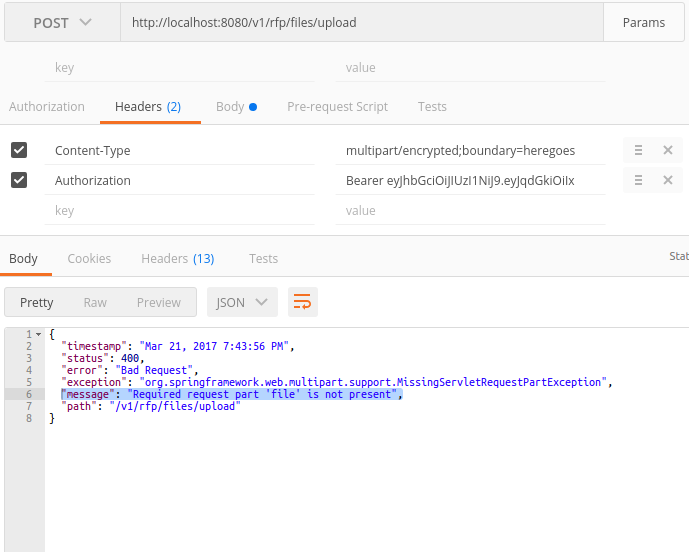 POST http://localhost:8080/v1/rfp/files/upload Params
key value
Authorization Headers (2) Body Pre-request Script Tests
Content-Type multipart/encrypted;boundary=heregoes
Authorization Bearer eyJhbGciOiJIUzI1NiJ9.eyJqdGkiOiIx
key value
Body Cookies Headers (13) Tests Stat
Pretty Raw Preview JSON
1 {
2 "timestamp": "Mar 21, 2017 7:43:56 PM",
3 "status": 400,
4 "error": "Bad Request",
5 "exception": "org.springframework.web.multipart.support.MissingServletRequestPartException",
6 "message": "Required request part 'file' is not present",
7 "path": "/v1/rfp/files/upload"
8 }